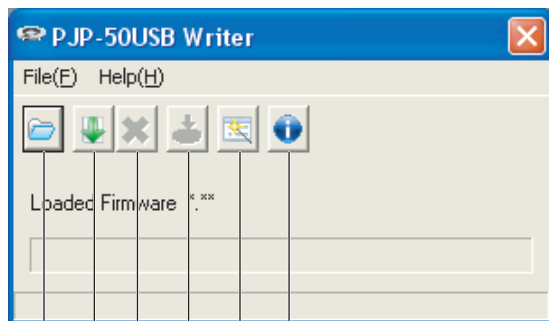 PJP-50USB Writer
File(F) Help(H)
Loaded Firmware *.**